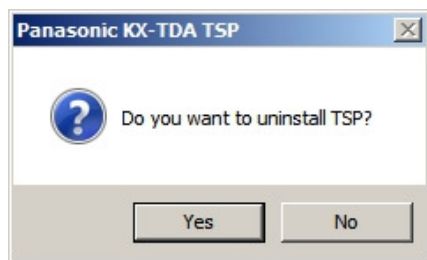 Panasonic KX-TDA TSP
Do you want to uninstall TSP?
Yes No